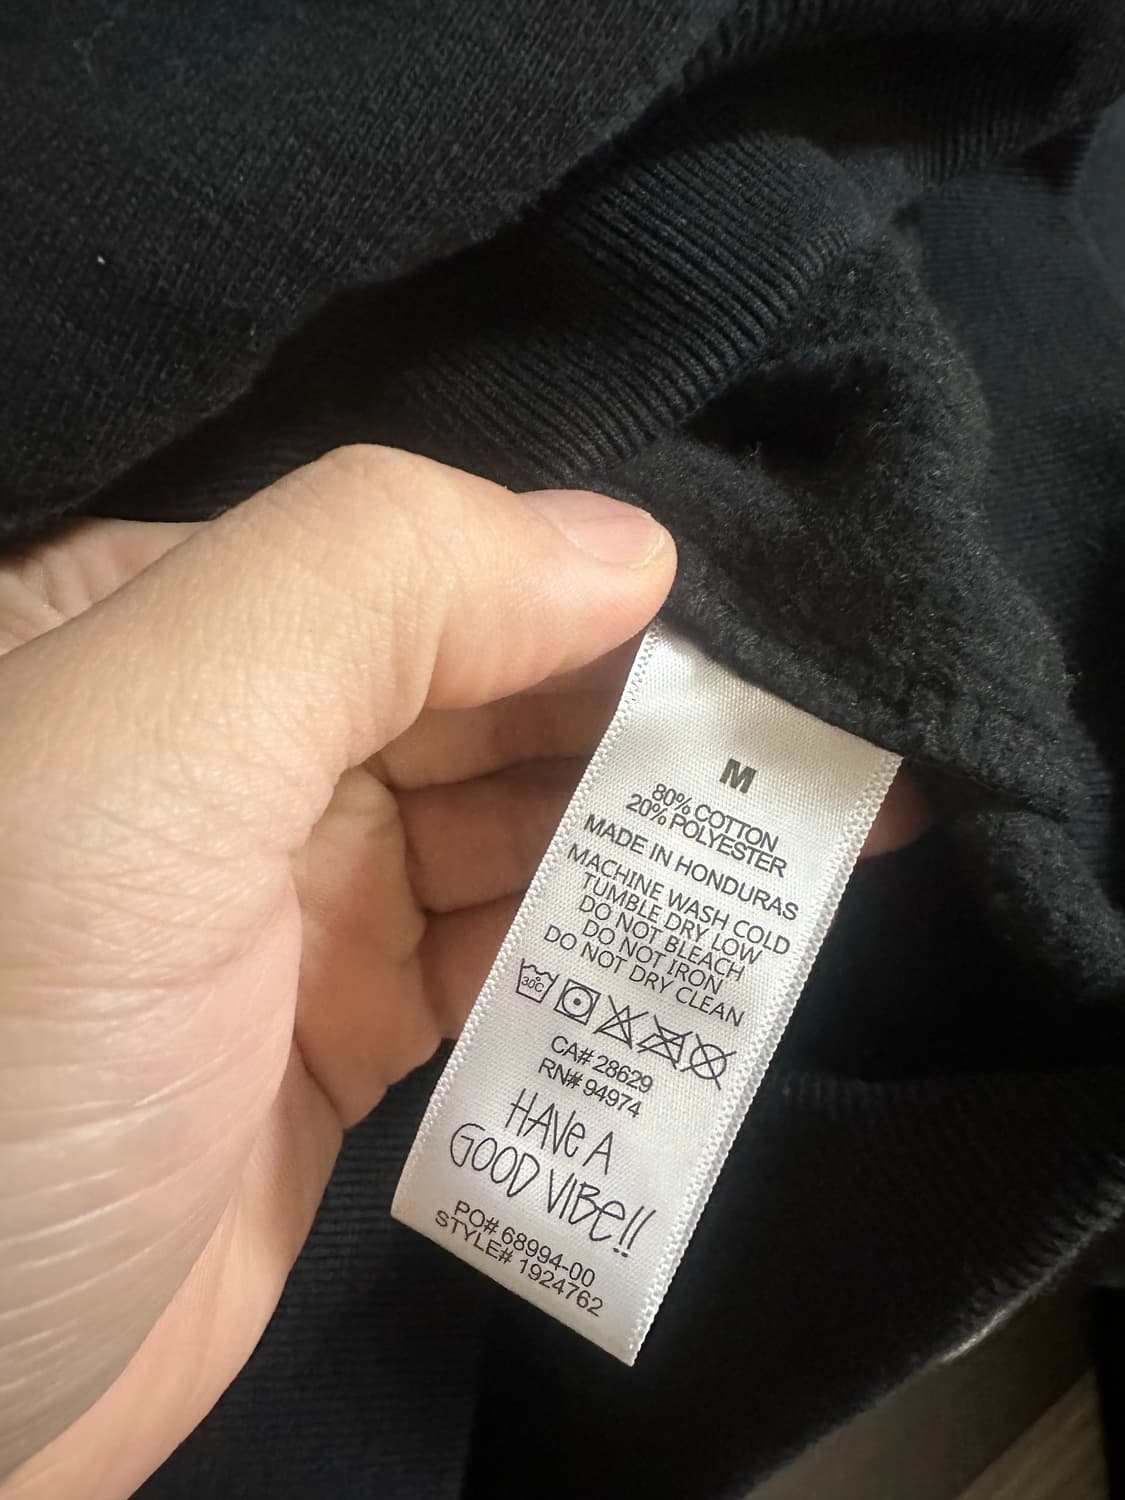 M
80% COTTON
20% POLYESTER
MADE IN HONDURAS
MACHINE WASH COLD
TUMBLE DRY LOW
DO NOT BLEACH
DO NOT IRON
DO NOT DRY CLEAN
30C
CA# 28629
RN# 94974
HAVe A
GOOD VIBe!!
PO# 68994-00
STYLE# 1924762